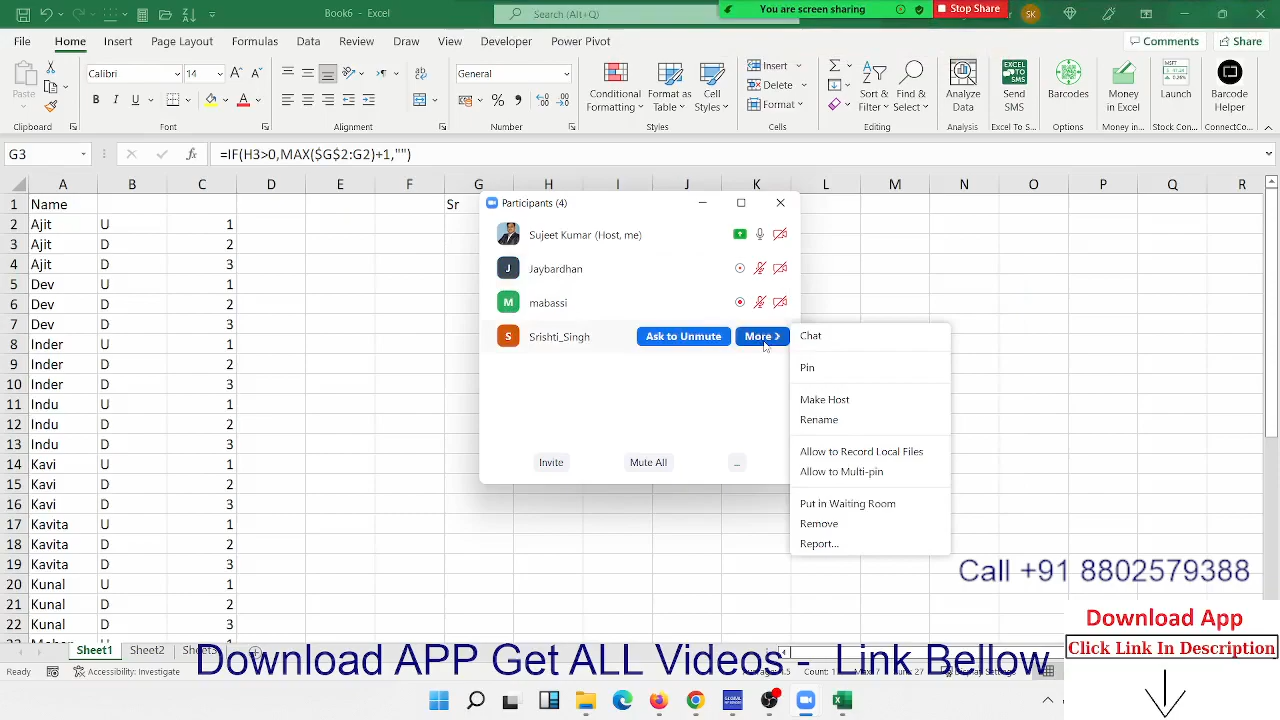 Book6 - Excel
Search (Alt+Q)
You are screen sharing
Stop Share
SK
File Home Insert Page Layout Formulas Data Review Draw View Developer Power Pivot
Comments Share
Paste
Calibri 14
General
B I U
Conditional Formatting
Format as Table
Cell Styles
Insert
Delete
Format
Sort & Filter
Find & Select
Analyze Data
Send SMS
Barcodes
Money in Excel
Launch
Barcode Helper
Clipboard Font Alignment Number Styles Cells Editing Analysis Excel To S... Options Money Stock Con... ConnectCo...
G3
=IF(H3>0,MAX($G$2:G2)+1,"")
A B C D E F G H I J K L M N O P Q R
1 Name Sr
2 Ajit U 1
3 Ajit D 2
4 Ajit D 3
5 Dev U 1
6 Dev D 2
7 Dev D 3
8 Inder U 1
9 Inder D 2
10 Inder D 3
11 Indu U 1
12 Indu D 2
13 Indu D 3
14 Kavi U 1
15 Kavi D 2
16 Kavi D 3
17 Kavita U 1
18 Kavita D 2
19 Kavita D 3
20 Kunal U 1
21 Kunal D 2
22 Kunal D 3
Participants (4)
Sujeet Kumar (Host, me)
J Jaybardhan
M mabassi
S Srishti_Singh Ask to Unmute More >
Invite Mute All ...
Chat
Pin
Make Host
Rename
Allow to Record Local Files
Allow to Multi-pin
Put in Waiting Room
Remove
Report...
Call +91 8802579388
Download App
Click Link In Description
Sheet1 Sheet2
Download APP Get ALL Videos - Link Bellow
Ready
Accessibility: Investigate